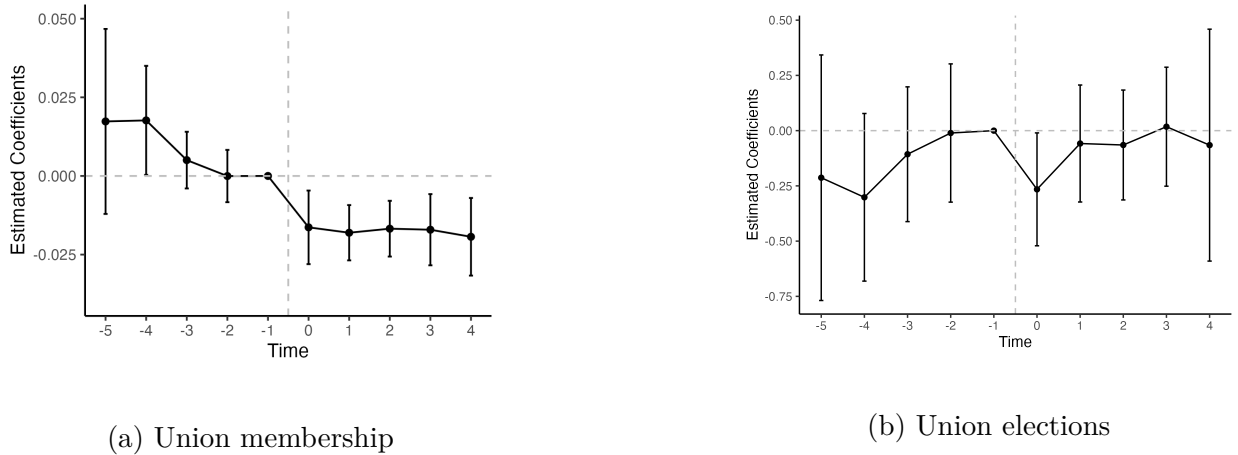 0.050
0.025
0.000
-0.025
Estimated Coefficients
-5 -4 -3 -2 -1 0 1 2 3 4
Time
(a) Union membership
0.50
0.25
0.00
-0.25
-0.50
-0.75
Estimated Coefficients
-5 -4 -3 -2 -1 0 1 2 3 4
Time
(b) Union elections